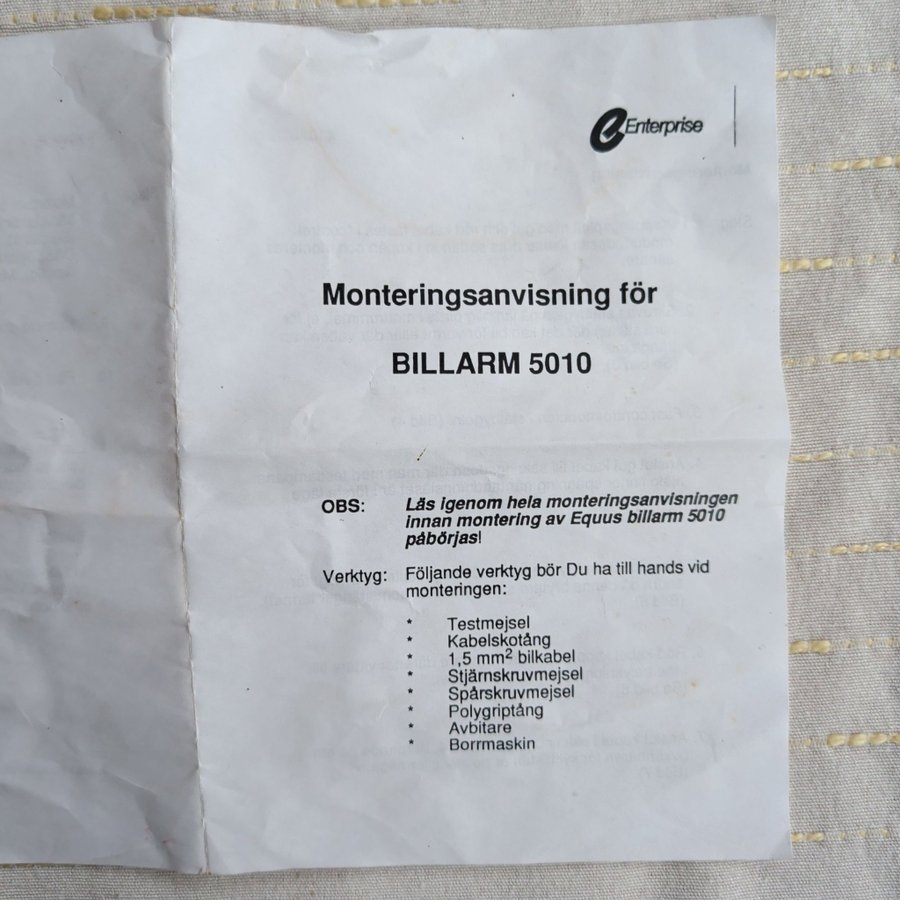 Enterprise
Monteringsanvisning för
BILLARM 5010
OBS: Läs igenom hela monteringsanvisningen
innan montering av Equus billarm 5010
påbörjas!
Verktyg: Följande verktyg bör Du ha till hands vid
monteringen:
* Testmejsel
* Kabelskotång
* 1,5 mm² bilkabel
* Stjärnskruvmejsel
* Spårskruvmejsel
* Polygriptång
* Avbitare
* Borrmaskin